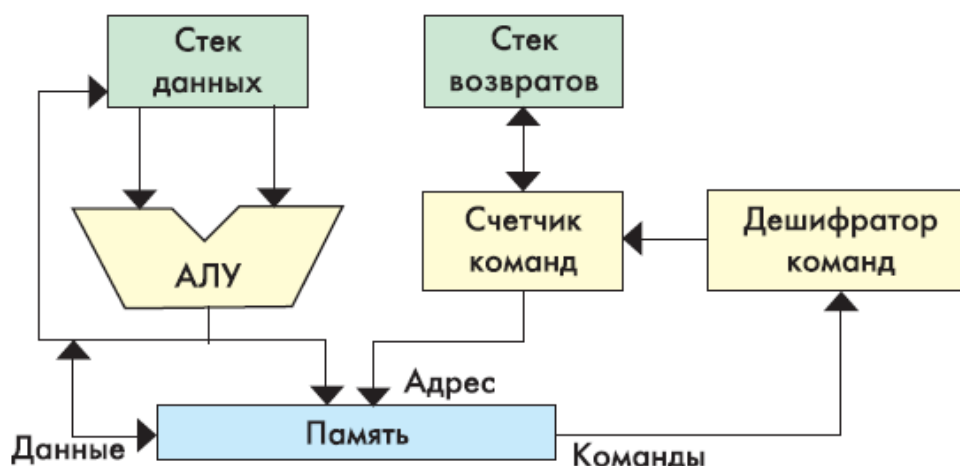 Стек
данных
Стек
возвратов
АЛУ
Счетчик
команд
Дешифратор
команд
Адрес
Данные
Память
Команды